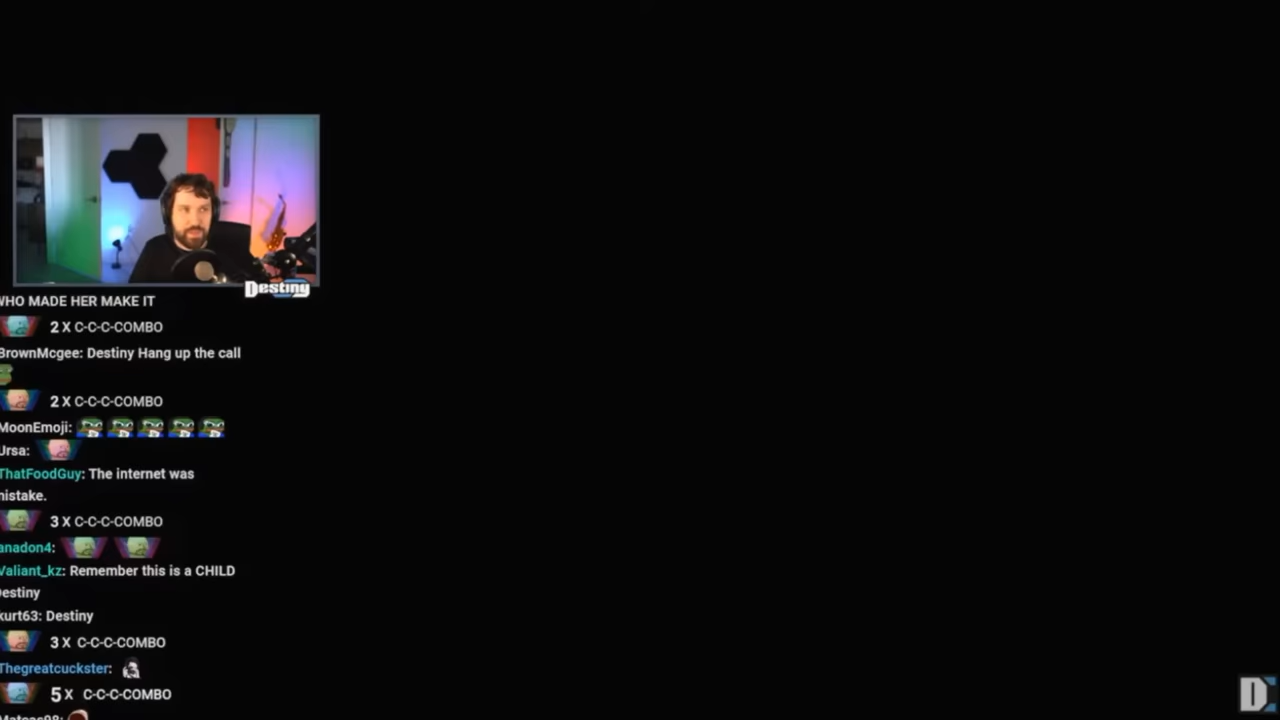 Destiny
WHO MADE HER MAKE IT
2 X C-C-C-COMBO
BrownMcgee: Destiny Hang up the call
2 X C-C-C-COMBO
MoonEmoji:
Ursa:
ThatFoodGuy: The internet was
mistake.
3 X C-C-C-COMBO
anadon4:
Valiant_kz: Remember this is a CHILD
Destiny
kurt63: Destiny
3 X C-C-C-COMBO
Thegreatcuckster:
5 X C-C-C-COMBO
D